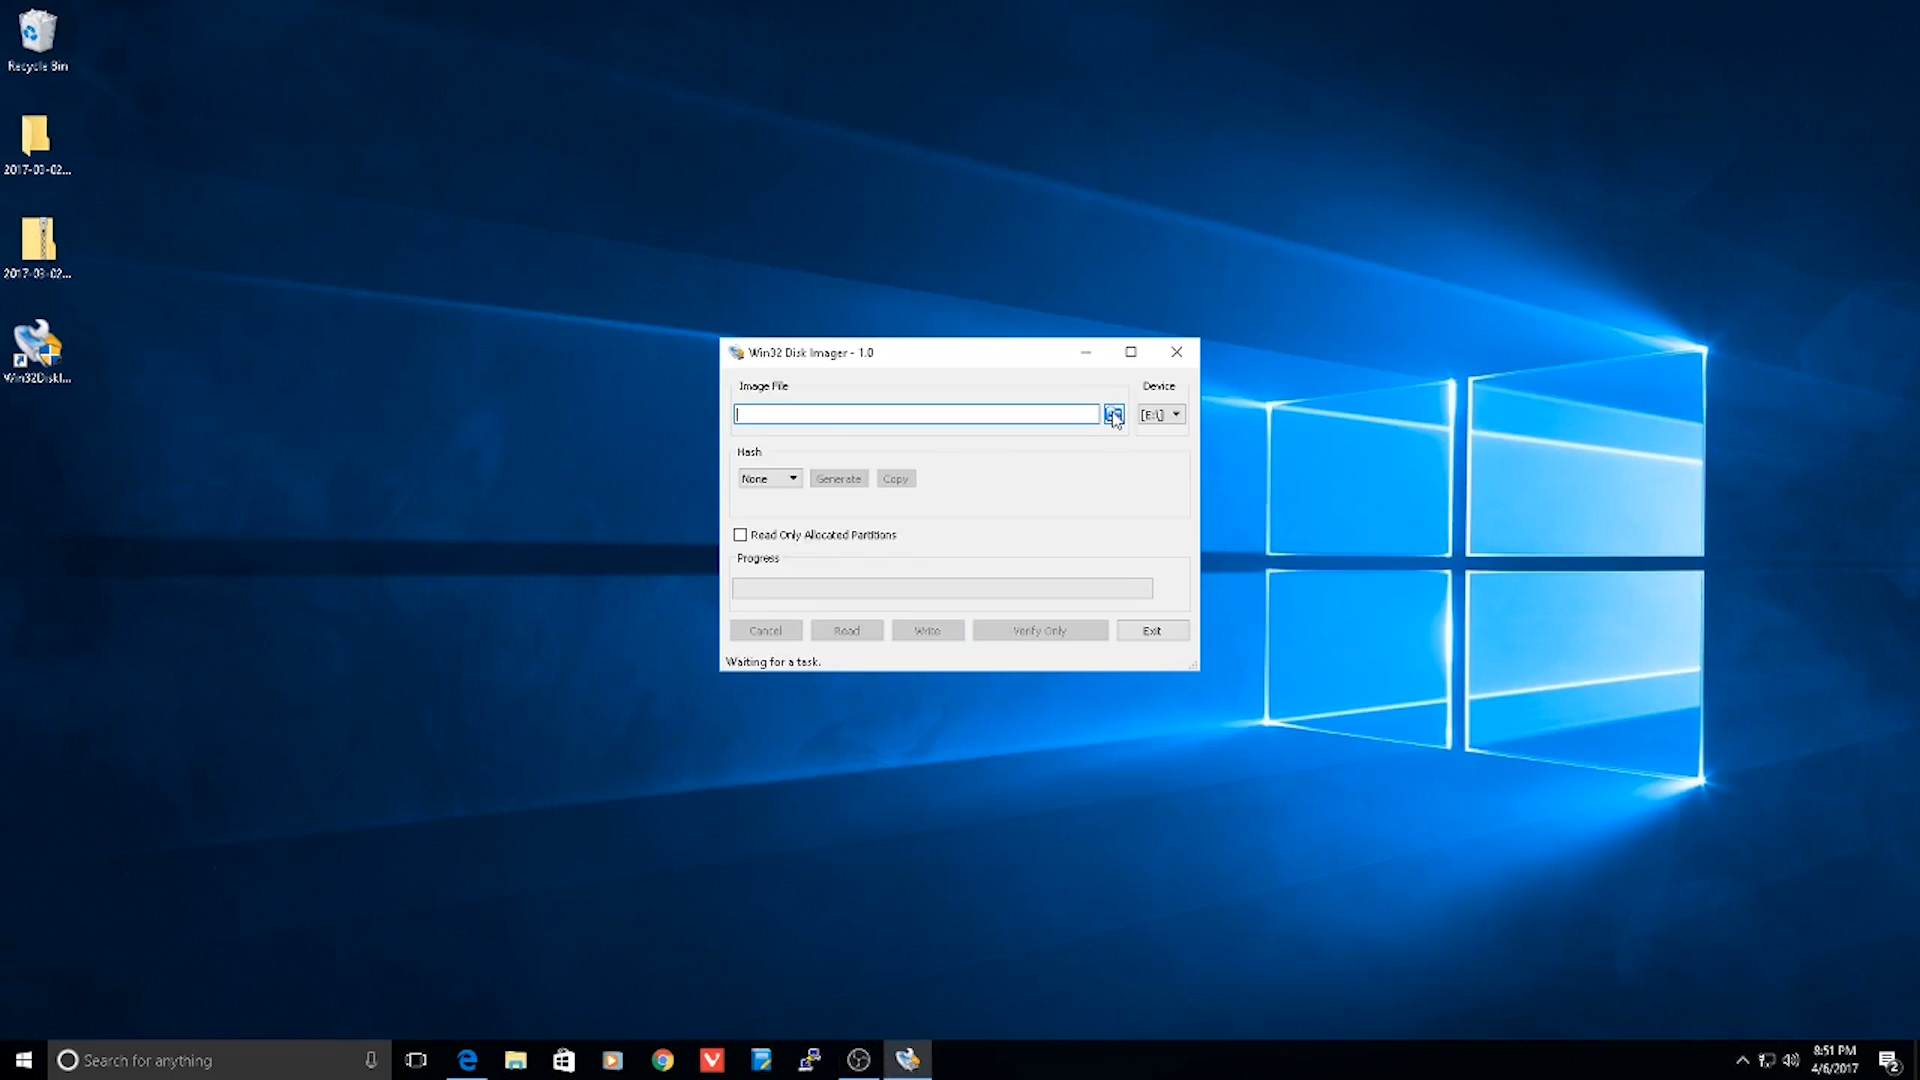 Recycle Bin
2017-03-02...
2017-03-02...
Win32DiskI...
Win32 Disk Imager - 1.0
Image File
Device
[E:\]
Hash
None
Generate
Copy
Read Only Allocated Partitions
Progress
Cancel
Read
Write
Verify Only
Exit
Waiting for a task.
Search for anything
8:51 PM
4/6/2017
2